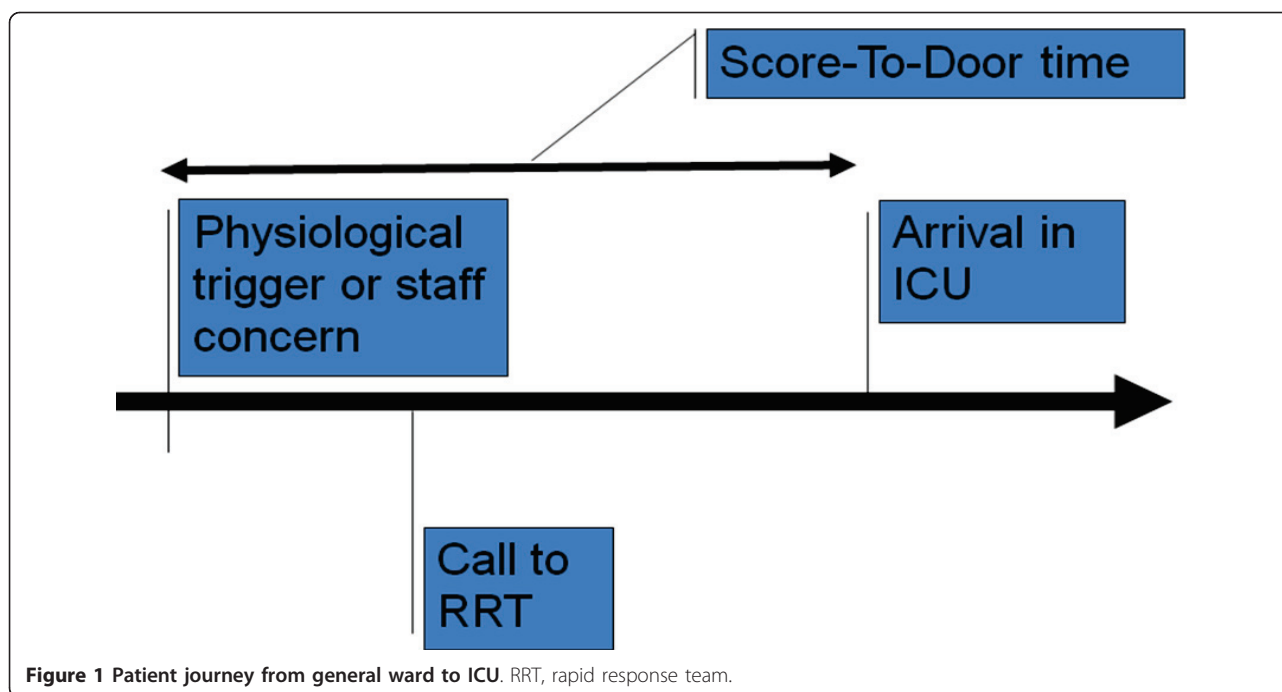 Score-To-Door time
Physiological
trigger or staff
concern
Arrival in
ICU
Call to
RRT
Figure 1 Patient journey from general ward to ICU. RRT, rapid response team.